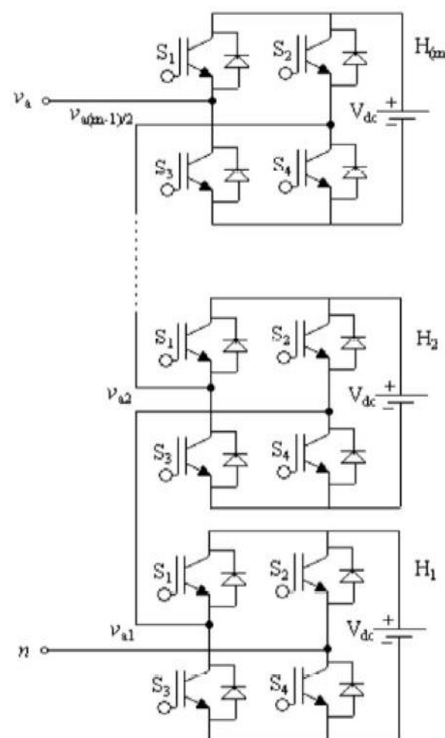 S1 S2 H(m
va
va(m-1)/2 Vdc + −
S3 S4
S1 S2 H2
va2 Vdc + −
S3 S4
S1 S2 H1
va1 Vdc + −
n
S3 S4